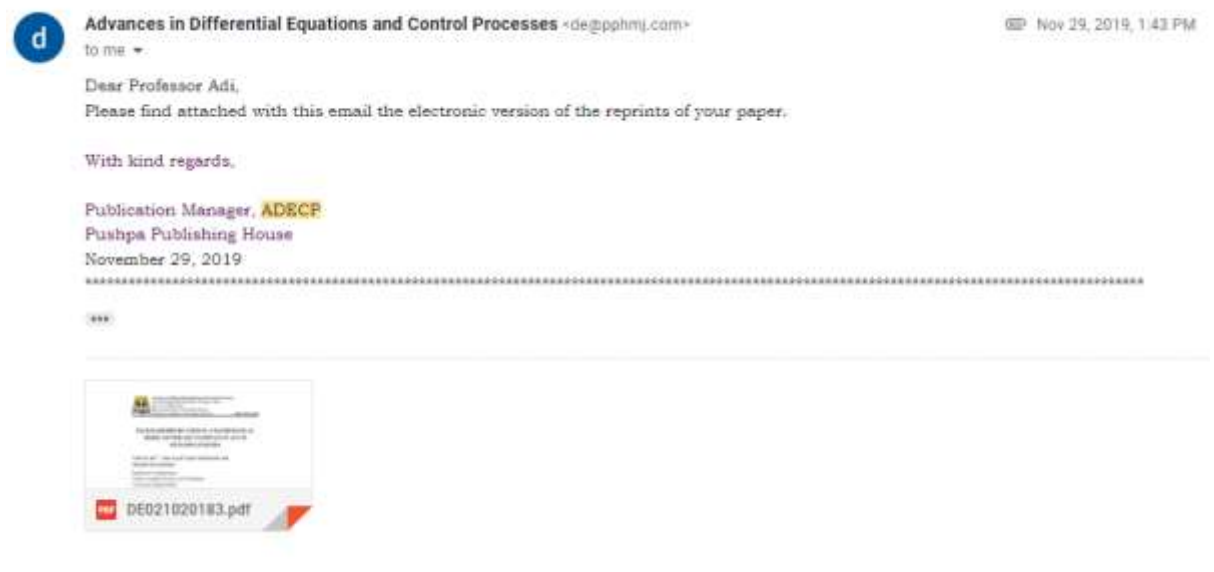 d
Advances in Differential Equations and Control Processes <de@pphmj.com>
Nov 29, 2019, 1:43 PM
to me
Dear Professor Adi,
Please find attached with this email the electronic version of the reprints of your paper.
With kind regards,
Publication Manager, ADECP
Pushpa Publishing House
November 29, 2019
PDF DE021020183.pdf